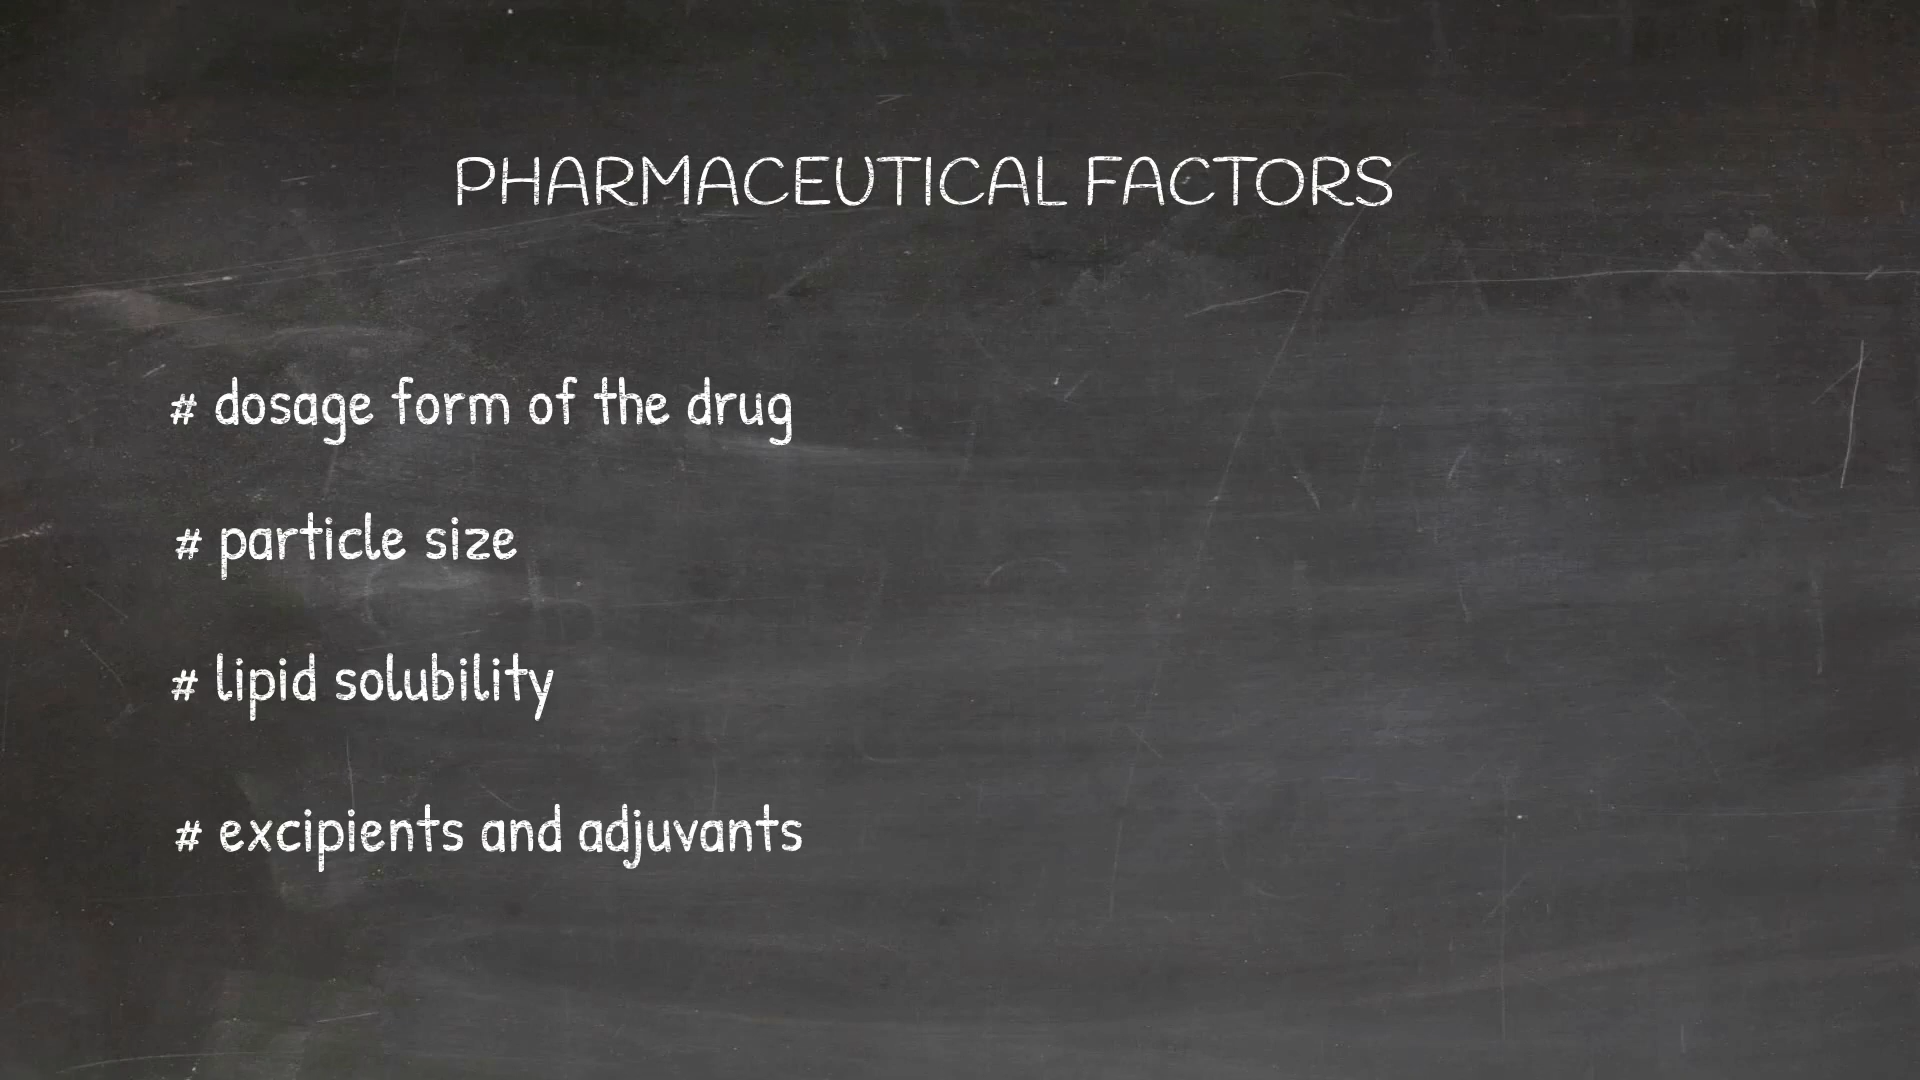 PHARMACEUTICAL FACTORS
# dosage form of the drug
# particle size
# lipid solubility
# excipients and adjuvants